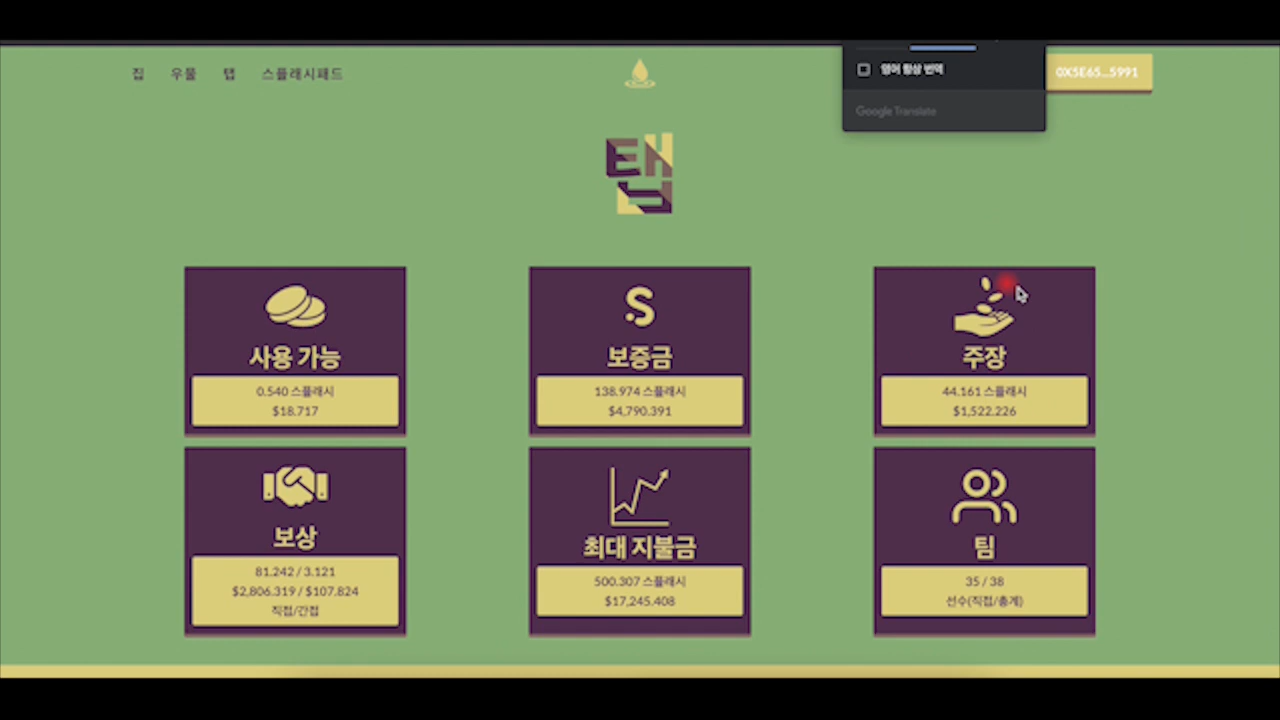 집 우물 탭 스플래시패드
영어 항상 번역
0X5E65...5991
Google Translate
탭
사용 가능
0.540 스플래시
$18.717
보증금
138.974 스플래시
$4,790.391
주장
44.161 스플래시
$1,522.226
보상
81.242 / 3.121
$2,806.319 / $107.824
직접/간접
최대 지불금
500.307 스플래시
$17,245.408
팀
35 / 38
선수(직접/총계)